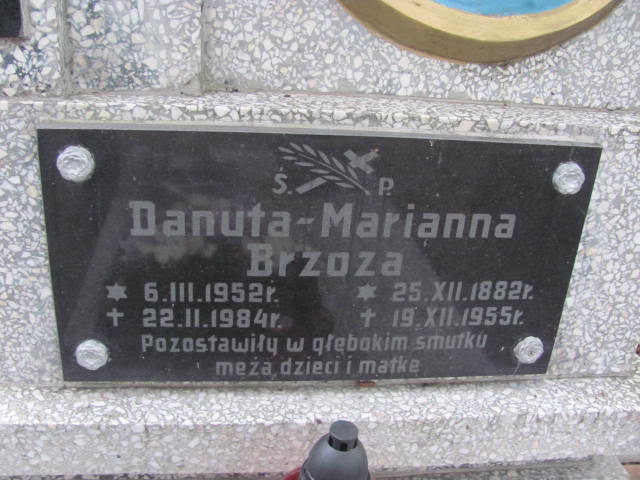 Ś. P.
Danuta-Marianna
Brzoza
✶ 6.III.1952r. ✶ 25.XII.1882r.
✝ 22.II.1984r. ✝ 19.XII.1955r.
Pozostawiły w głębokim smutku
męża, dzieci i matkę